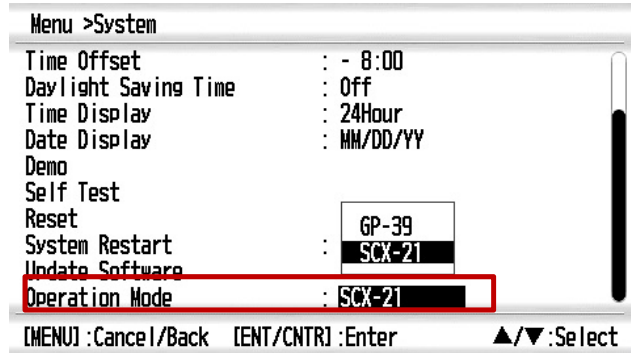 Menu >System
Time Offset : - 8:00
Daylight Saving Time : Off
Time Display : 24Hour
Date Display : MM/DD/YY
Demo
Self Test
Reset
GP-39
System Restart :
SCX-21
Update Software
Operation Mode : SCX-21
[MENU]:Cancel/Back [ENT/CNTR]:Enter ▲/▼:Select